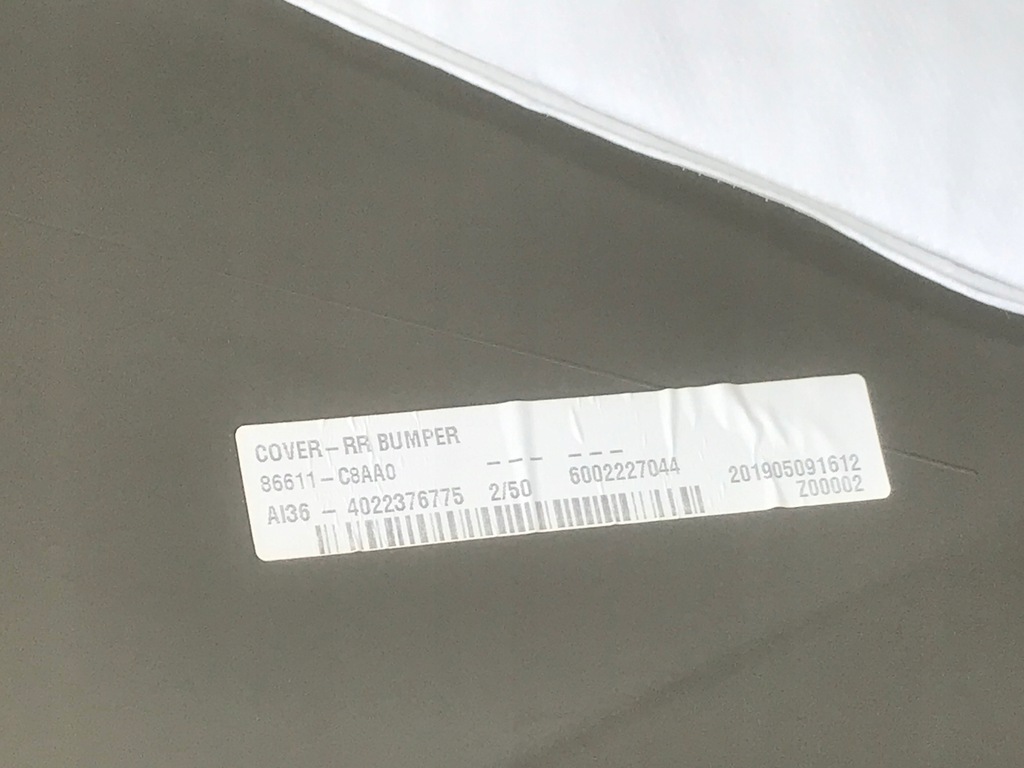 COVER-RR BUMPER
86611-C8AA0 --- ---
AI36 - 4022376775 2/50 6002227044 201905091612
Z00002